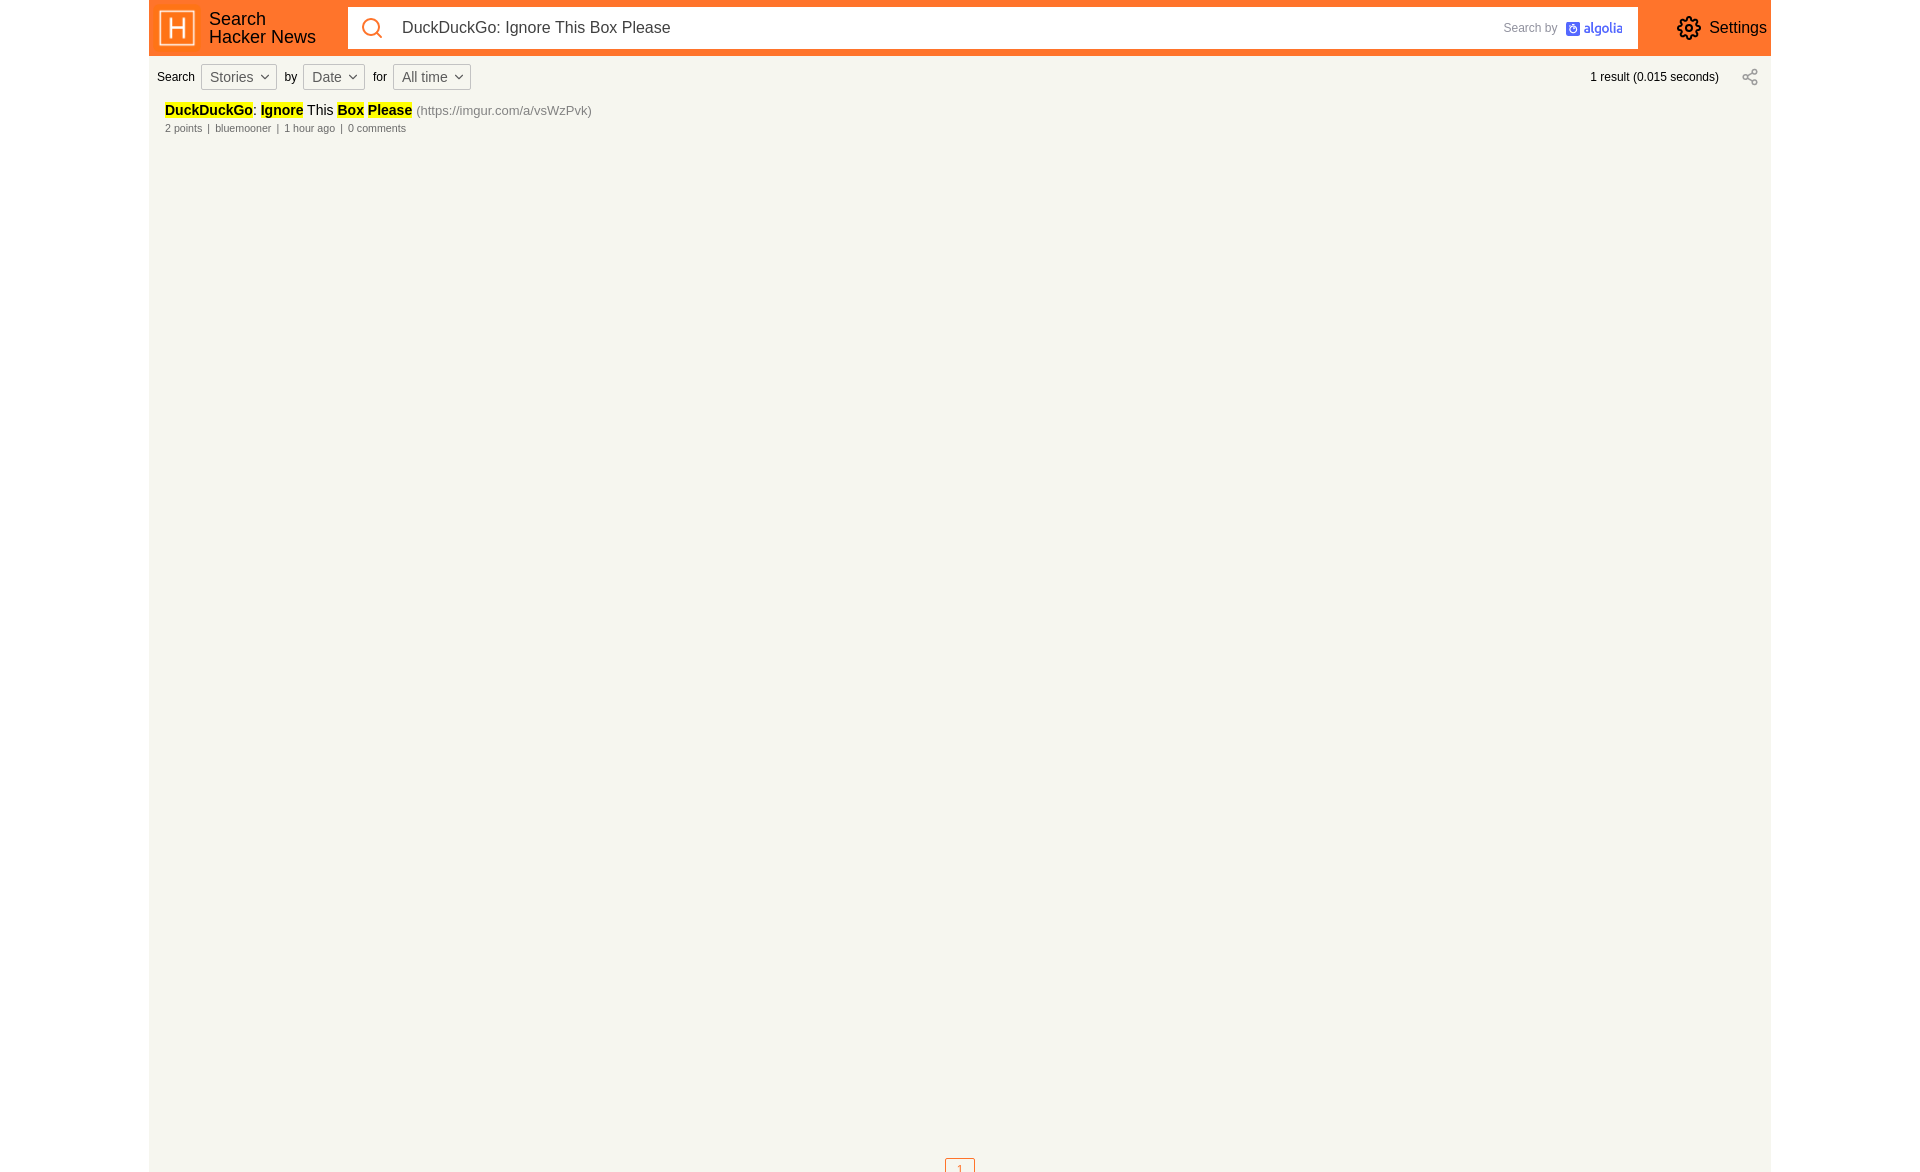 H
Search
Hacker News
DuckDuckGo: Ignore This Box Please
Search by algolia
Settings
Search Stories by Date for All time
1 result (0.015 seconds)
DuckDuckGo: Ignore This Box Please (https://imgur.com/a/vsWzPvk)
2 points | bluemooner | 1 hour ago | 0 comments
1